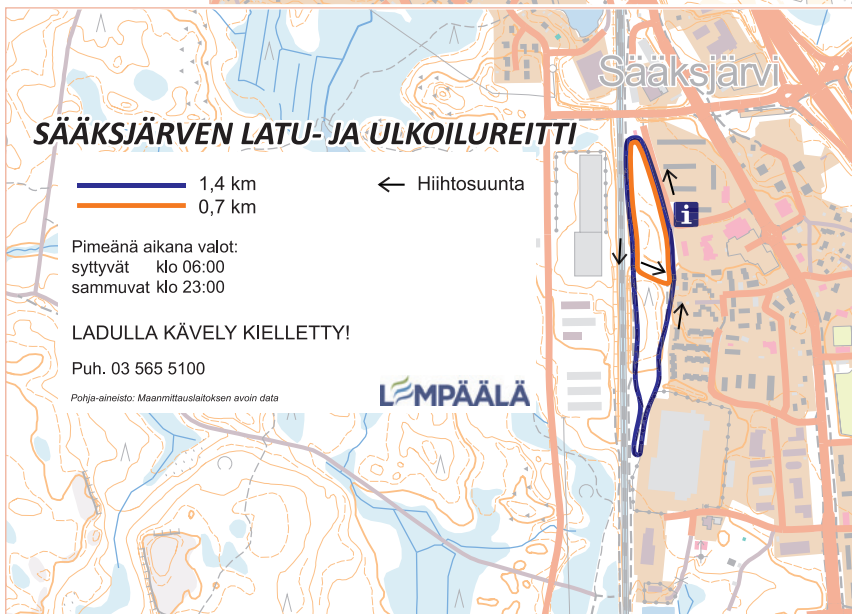 Sääksjärvi
SÄÄKSJÄRVEN LATU- JA ULKOILUREITTI
1,4 km
0,7 km
← Hiihtosuunta
i
Pimeänä aikana valot:
syttyvät klo 06:00
sammuvat klo 23:00
LADULLA KÄVELY KIELLETTY!
Puh. 03 565 5100
Pohja-aineisto: Maanmittauslaitoksen avoin data
LEMPÄÄLÄ